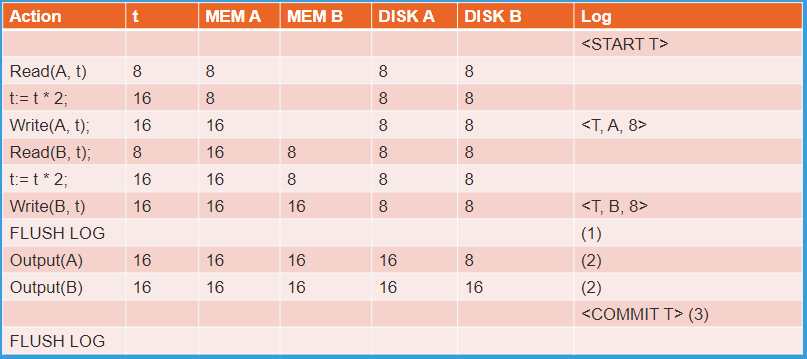 Action t MEM A MEM B DISK A DISK B Log
<START T>
Read(A, t) 8 8 8 8
t:= t * 2; 16 8 8 8
Write(A, t); 16 16 8 8 <T, A, 8>
Read(B, t); 8 16 8 8 8
t:= t * 2; 16 16 8 8 8
Write(B, t) 16 16 16 8 8 <T, B, 8>
FLUSH LOG (1)
Output(A) 16 16 16 16 8 (2)
Output(B) 16 16 16 16 16 (2)
<COMMIT T> (3)
FLUSH LOG